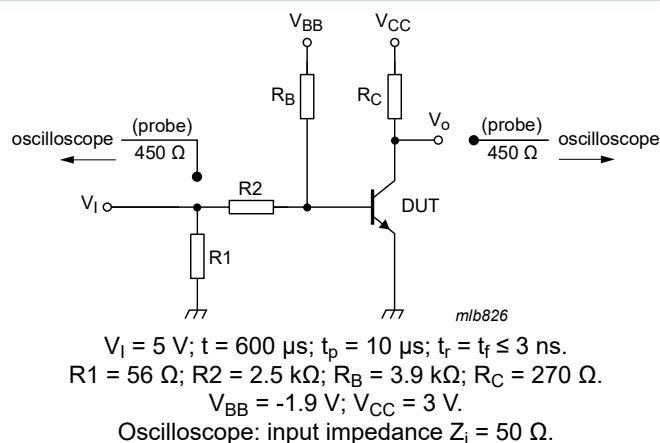 V_BB V_CC
R_B R_C
(probe) V_o (probe)
oscilloscope 450 Ω 450 Ω oscilloscope
R2 DUT
V_I
R1
mlb826
V_I = 5 V; t = 600 μs; t_p = 10 μs; t_r = t_f ≤ 3 ns.
R1 = 56 Ω; R2 = 2.5 kΩ; R_B = 3.9 kΩ; R_C = 270 Ω.
V_BB = -1.9 V; V_CC = 3 V.
Oscilloscope: input impedance Z_i = 50 Ω.